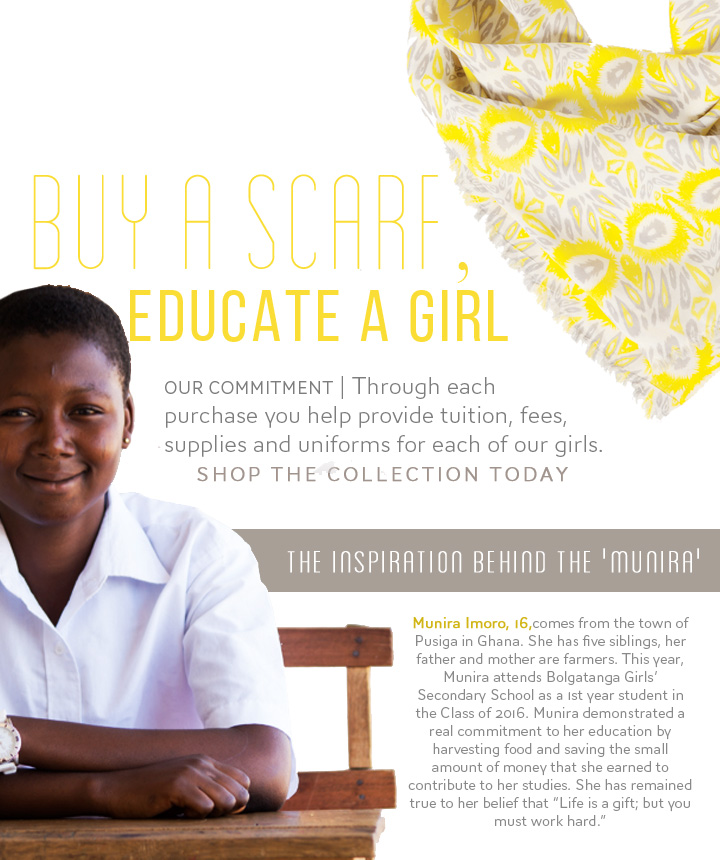 BUY A SCARF,
EDUCATE A GIRL
OUR COMMITMENT | Through each
purchase you help provide tuition, fees,
supplies and uniforms for each of our girls.
SHOP THE COLLECTION TODAY
THE INSPIRATION BEHIND THE 'MUNIRA'
Munira Imoro, 16,comes from the town of
Pusiga in Ghana. She has five siblings, her
father and mother are farmers. This year,
Munira attends Bolgatanga Girls'
Secondary School as a 1st year student in
the Class of 2016. Munira demonstrated a
real commitment to her education by
harvesting food and saving the small
amount of money that she earned to
contribute to her studies. She has remained
true to her belief that "Life is a gift; but you
must work hard."